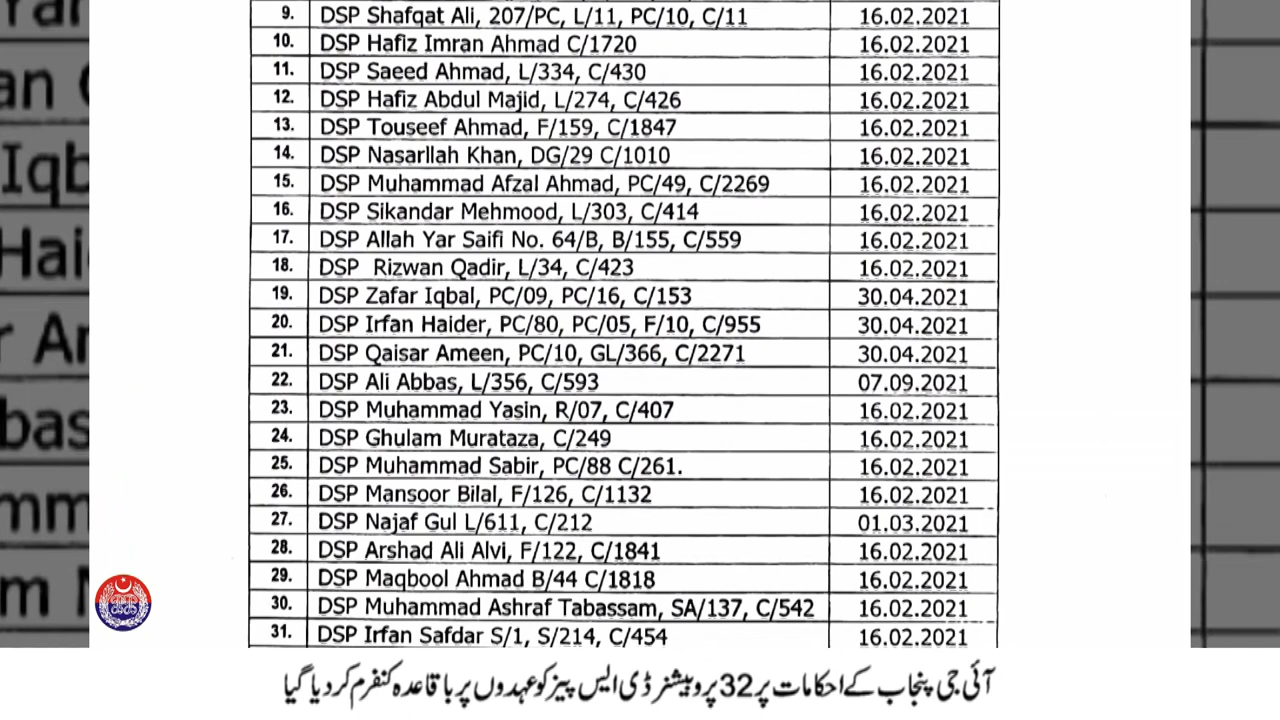 9. DSP Shafqat Ali, 207/PC, L/11, PC/10, C/11 16.02.2021
10. DSP Hafiz Imran Ahmad C/1720 16.02.2021
11. DSP Saeed Ahmad, L/334, C/430 16.02.2021
12. DSP Hafiz Abdul Majid, L/274, C/426 16.02.2021
13. DSP Touseef Ahmad, F/159, C/1847 16.02.2021
14. DSP Nasarllah Khan, DG/29 C/1010 16.02.2021
15. DSP Muhammad Afzal Ahmad, PC/49, C/2269 16.02.2021
16. DSP Sikandar Mehmood, L/303, C/414 16.02.2021
17. DSP Allah Yar Saifi No. 64/B, B/155, C/559 16.02.2021
18. DSP Rizwan Qadir, L/34, C/423 16.02.2021
19. DSP Zafar Iqbal, PC/09, PC/16, C/153 30.04.2021
20. DSP Irfan Haider, PC/80, PC/05, F/10, C/955 30.04.2021
21. DSP Qaisar Ameen, PC/10, GL/366, C/2271 30.04.2021
22. DSP Ali Abbas, L/356, C/593 07.09.2021
23. DSP Muhammad Yasin, R/07, C/407 16.02.2021
24. DSP Ghulam Murataza, C/249 16.02.2021
25. DSP Muhammad Sabir, PC/88 C/261. 16.02.2021
26. DSP Mansoor Bilal, F/126, C/1132 16.02.2021
27. DSP Najaf Gul L/611, C/212 01.03.2021
28. DSP Arshad Ali Alvi, F/122, C/1841 16.02.2021
29. DSP Maqbool Ahmad B/44 C/1818 16.02.2021
30. DSP Muhammad Ashraf Tabassam, SA/137, C/542 16.02.2021
31. DSP Irfan Safdar S/1, S/214, C/454 16.02.2021
آئی جی پنجاب کے احکامات پر 32 پروبیشنر ڈی ایس پیز کو عہدوں پر باقاعدہ کنفرم کر دیا گیا